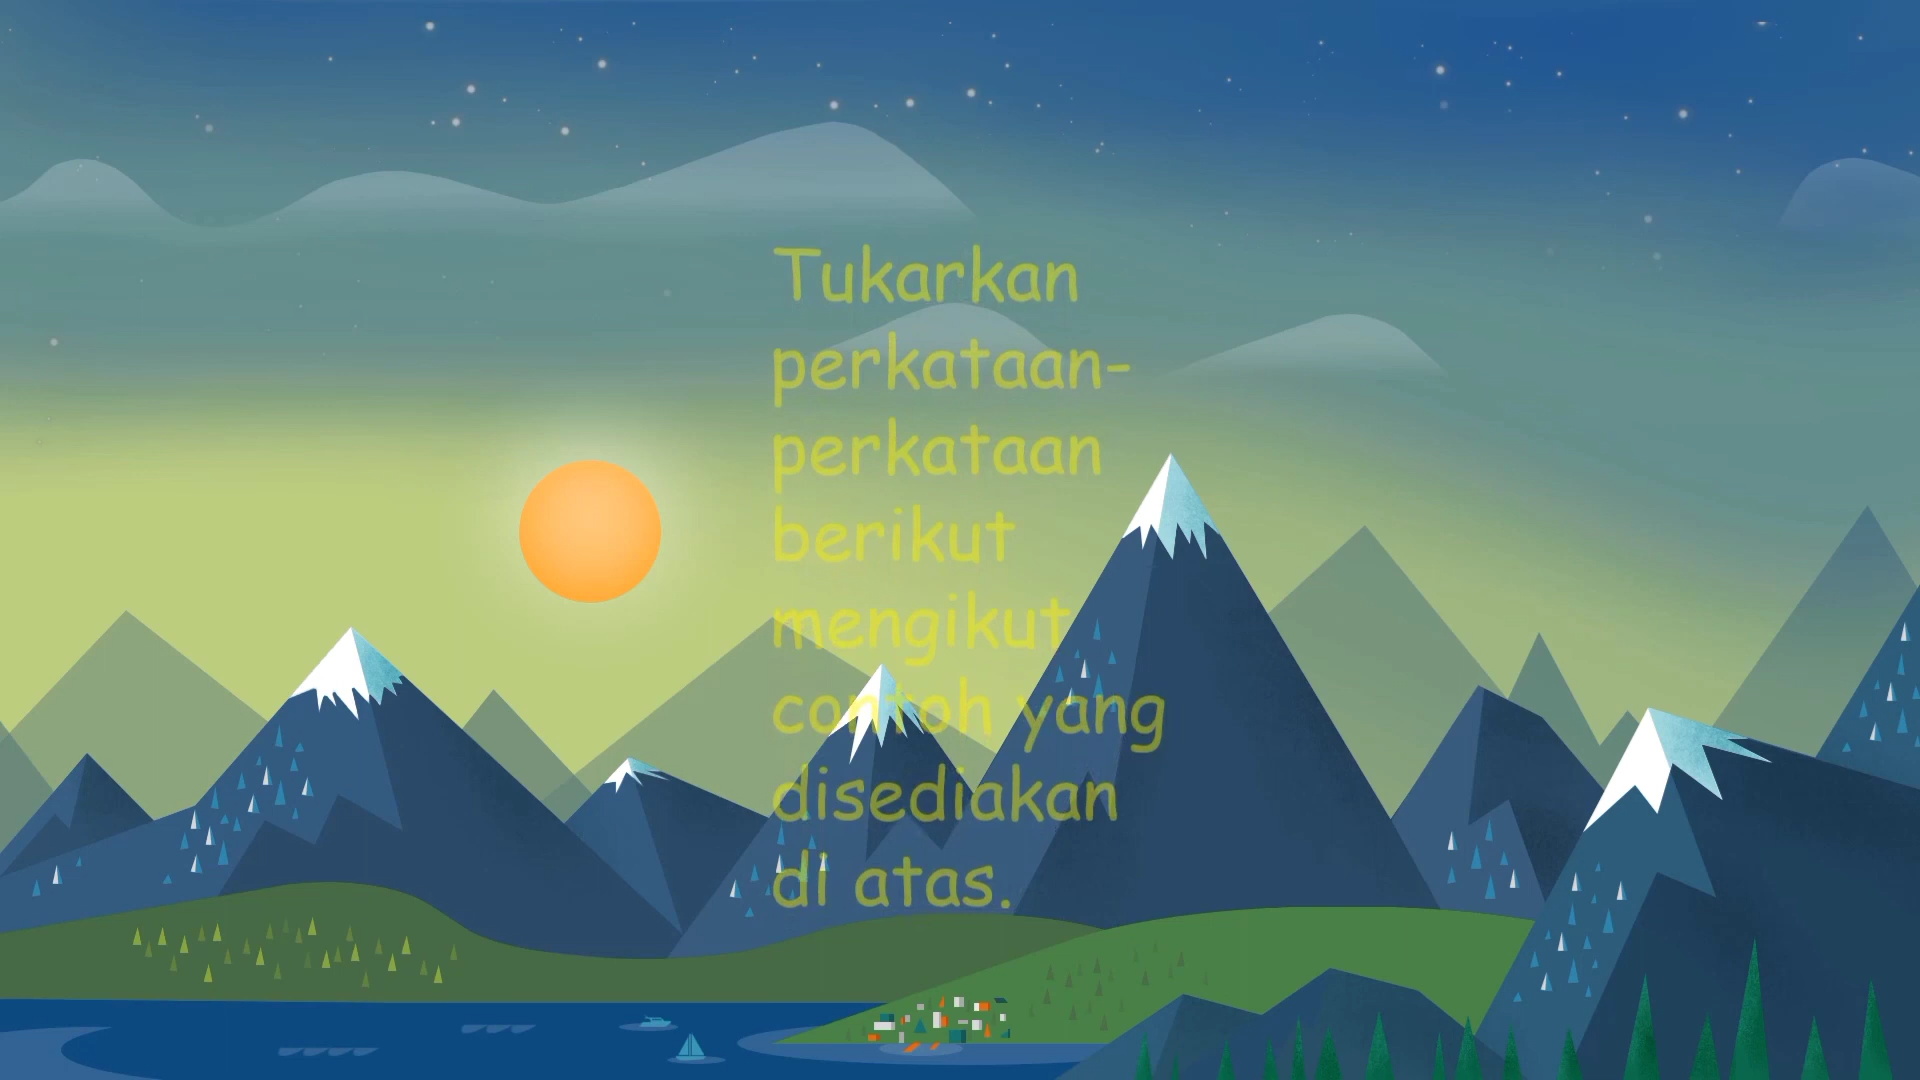 Tukarkan
perkataan-
perkataan
berikut
mengikut
contoh yang
disediakan
di atas.